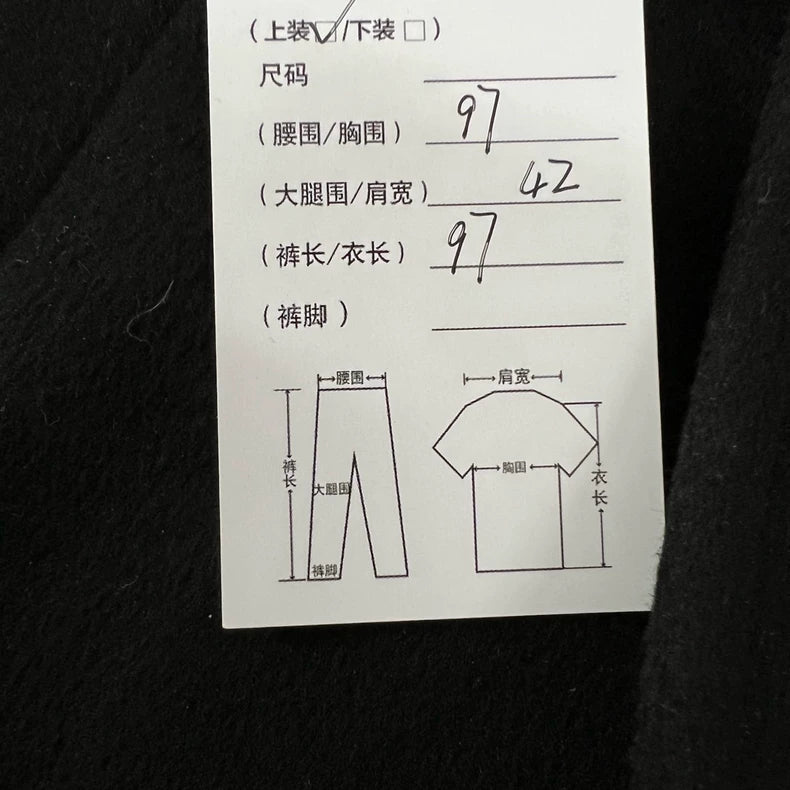 (上装☑/下装□)
尺码
(腰围/胸围) 97
(大腿围/肩宽) 42
(裤长/衣长) 97
(裤脚)
腰围
裤长
大腿围
裤脚
肩宽
胸围
衣长